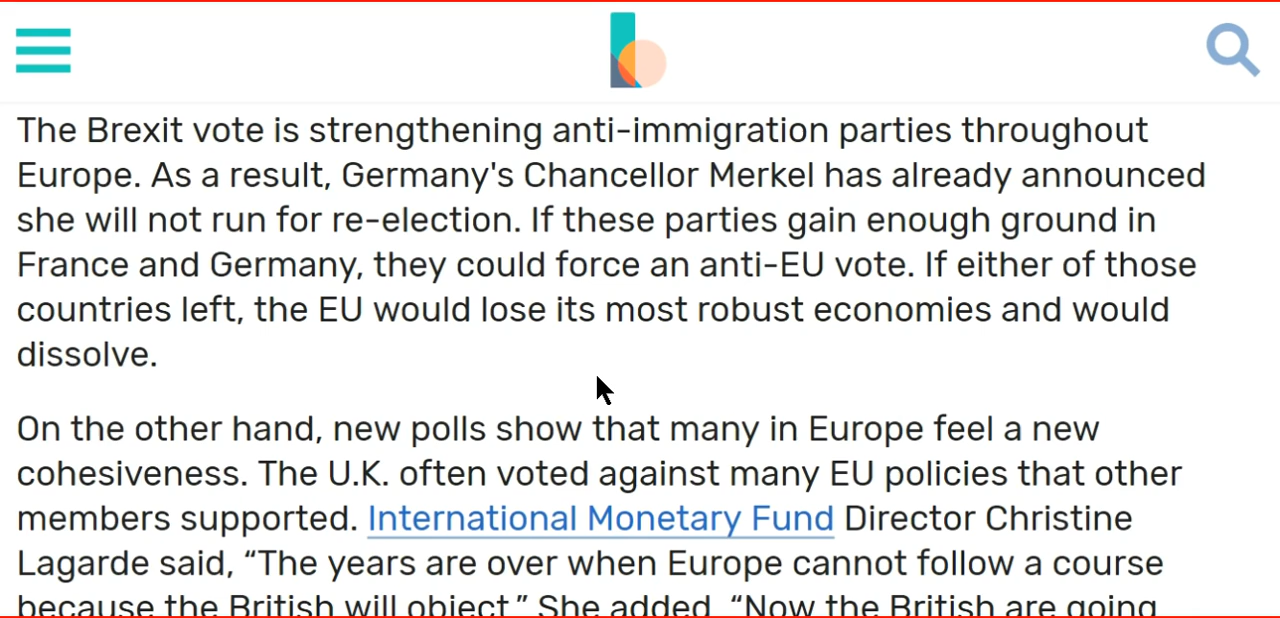 The Brexit vote is strengthening anti-immigration parties throughout
Europe. As a result, Germany's Chancellor Merkel has already announced
she will not run for re-election. If these parties gain enough ground in
France and Germany, they could force an anti-EU vote. If either of those
countries left, the EU would lose its most robust economies and would
dissolve.
On the other hand, new polls show that many in Europe feel a new
cohesiveness. The U.K. often voted against many EU policies that other
members supported. International Monetary Fund Director Christine
Lagarde said, “The years are over when Europe cannot follow a course
because the British will object.” She added, “Now the British are going